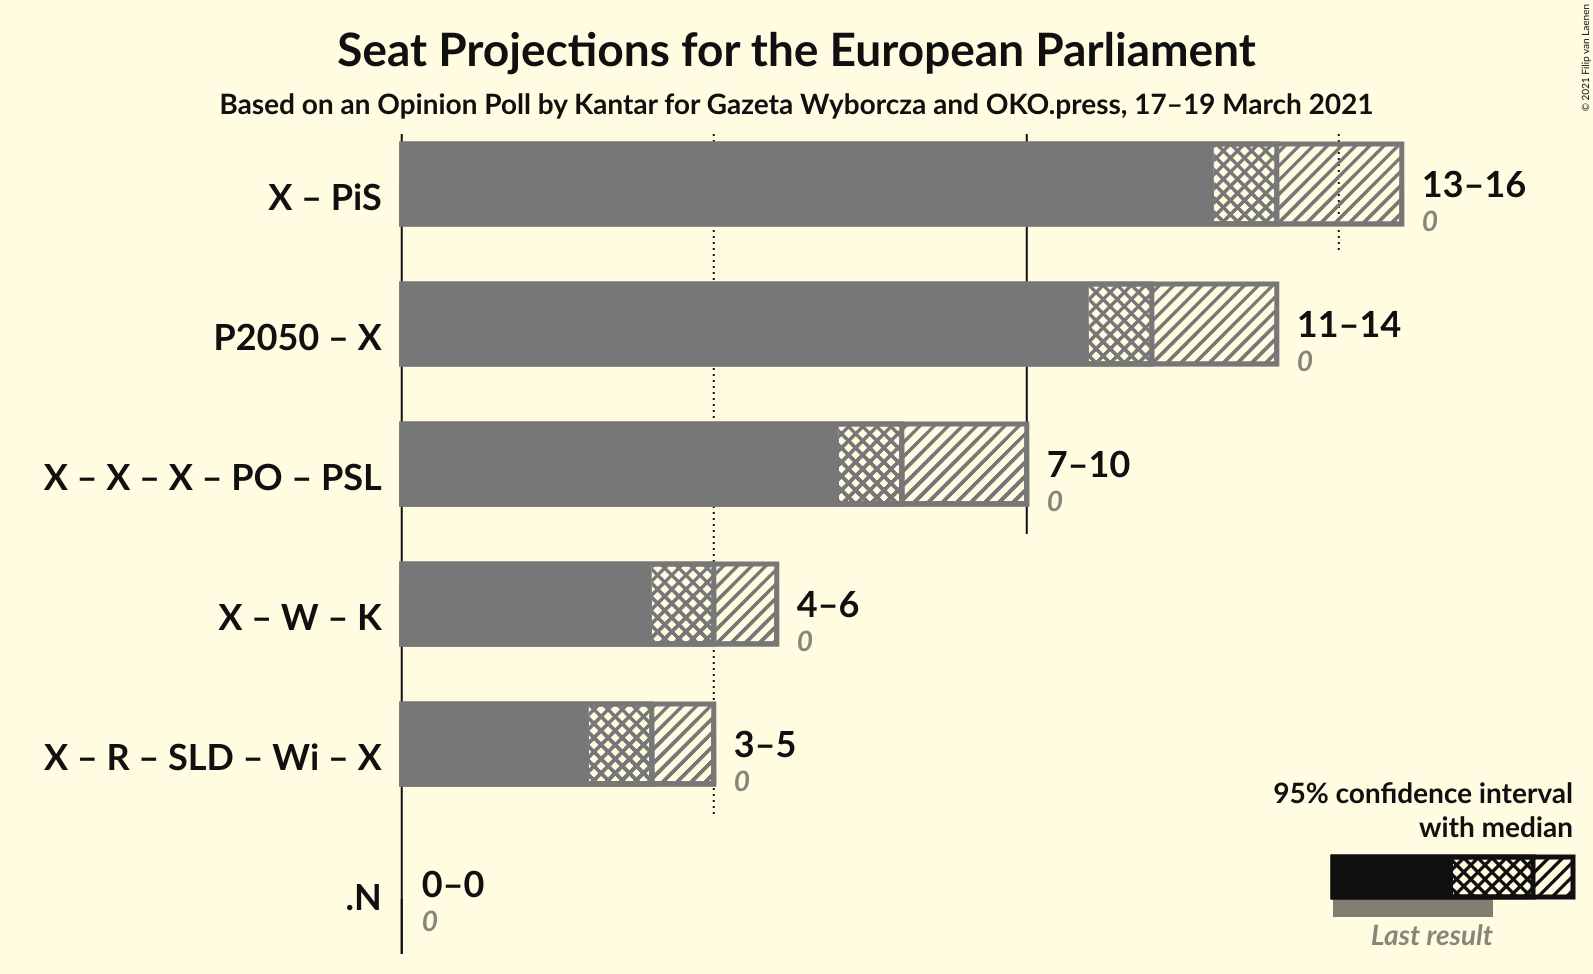 Seat Projections for the European Parliament
Based on an Opinion Poll by Kantar for Gazeta Wyborcza and OKO.press, 17–19 March 2021
© 2021 Filip van Laenen
X – PiS
13–16
0
P2050 – X
11–14
0
X – X – X – PO – PSL
7–10
0
X – W – K
4–6
0
X – R – SLD – Wi – X
3–5
0
.N
0–0
0
95% confidence interval
with median
Last result